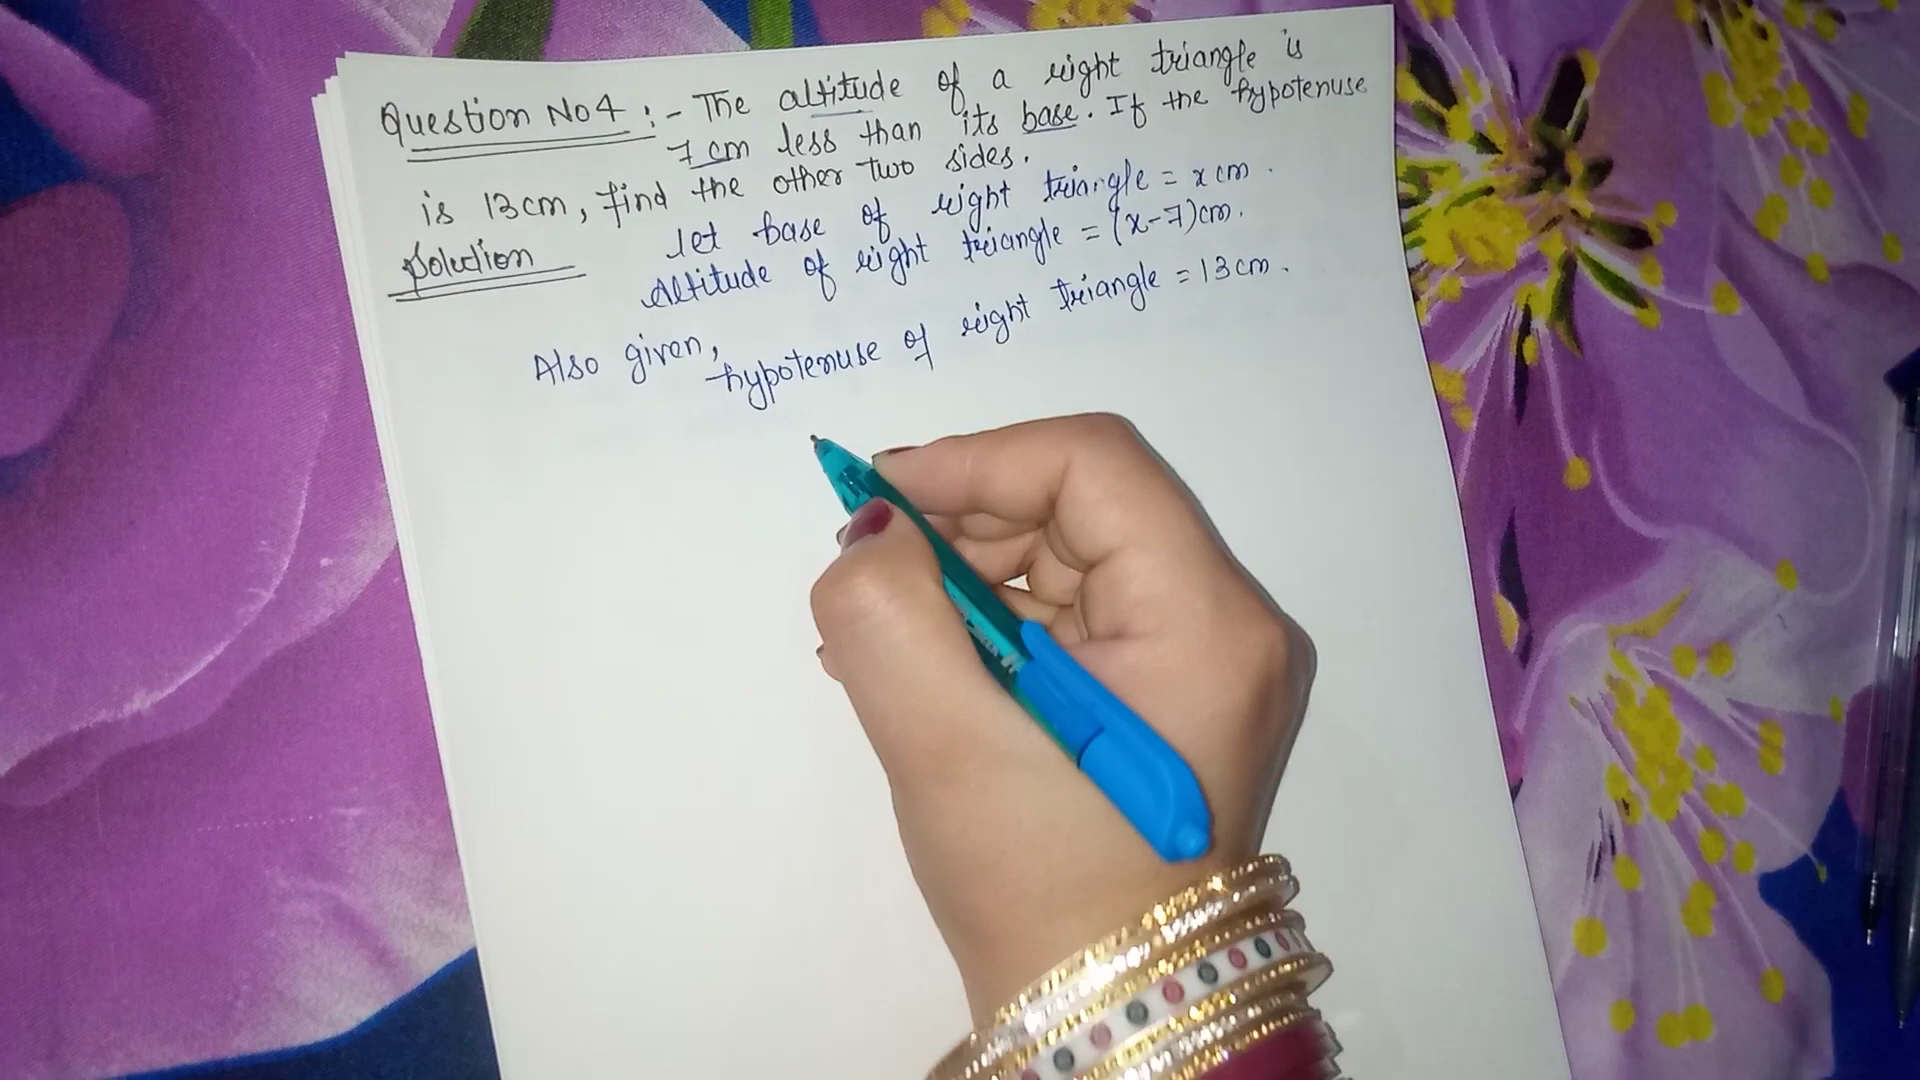 Question No 4 :- The altitude of a right triangle is
7 cm less than its base. If the hypotenuse
is 13 cm, find the other two sides.
Solution let base of right triangle = x cm.
Altitude of right triangle = (x-7)cm.
Also given,
hypotenuse of right triangle = 13 cm.